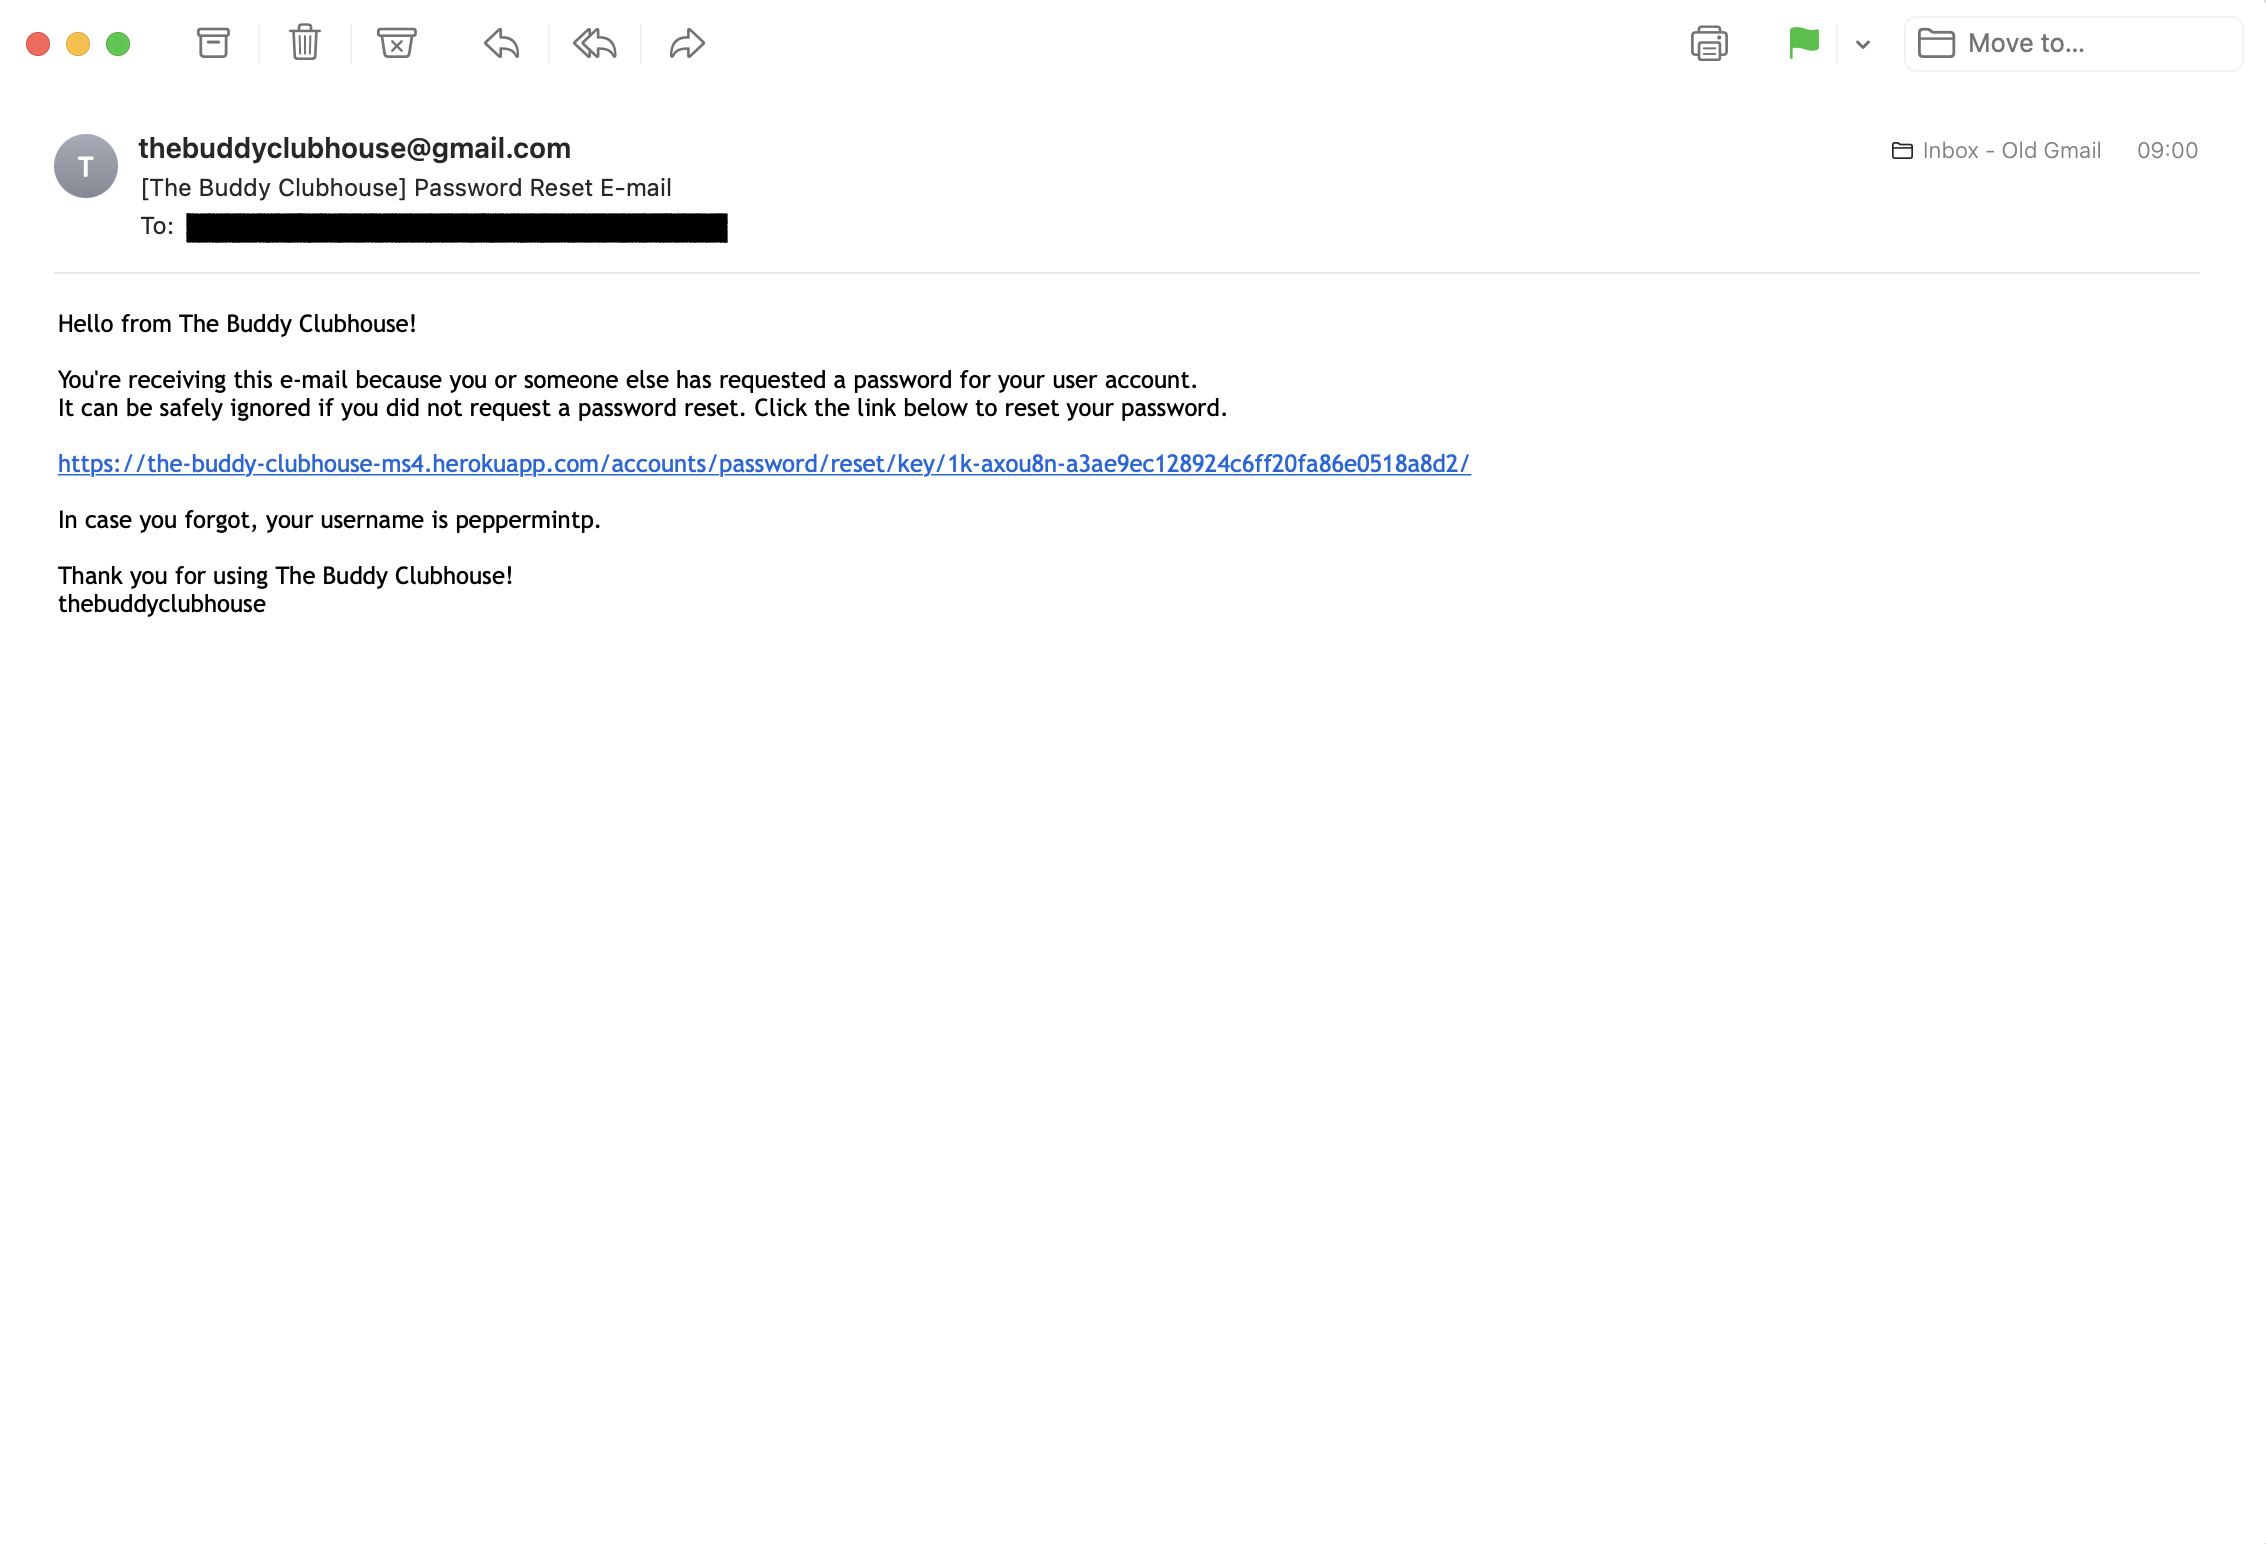 Move to...
T
thebuddyclubhouse@gmail.com
Inbox - Old Gmail 09:00
[The Buddy Clubhouse] Password Reset E-mail
To:
Hello from The Buddy Clubhouse!
You're receiving this e-mail because you or someone else has requested a password for your user account.
It can be safely ignored if you did not request a password reset. Click the link below to reset your password.
https://the-buddy-clubhouse-ms4.herokuapp.com/accounts/password/reset/key/1k-axou8n-a3ae9ec128924c6ff20fa86e0518a8d2/
In case you forgot, your username is peppermintp.
Thank you for using The Buddy Clubhouse!
thebuddyclubhouse